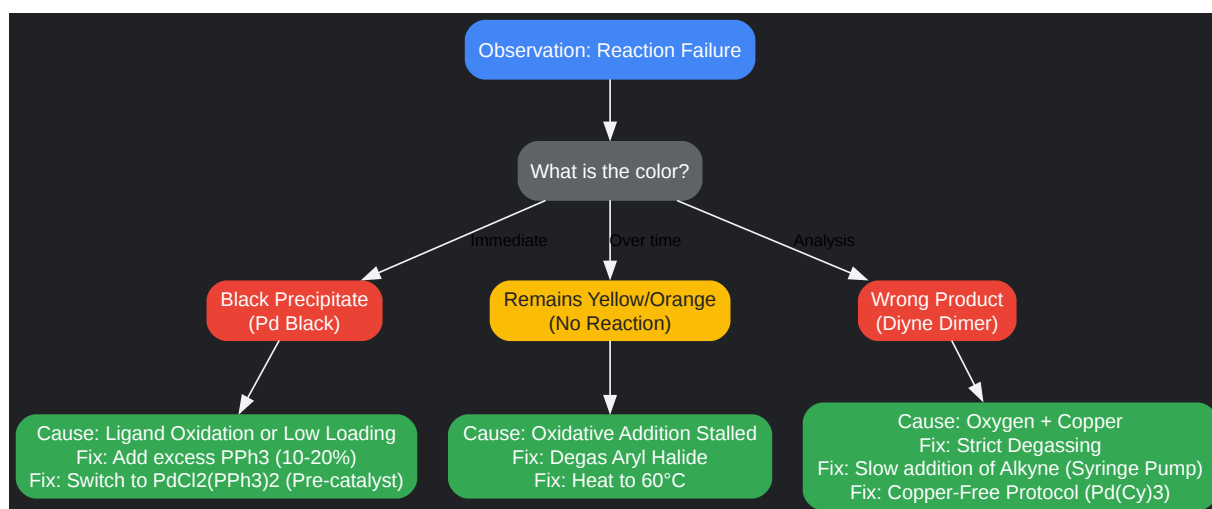 Observation: Reaction Failure
What is the color?
Immediate
Over time
Analysis
Black Precipitate
(Pd Black)
Remains Yellow/Orange
(No Reaction)
Wrong Product
(Diyne Dimer)
Cause: Ligand Oxidation or Low Loading
Fix: Add excess PPh3 (10-20%)
Fix: Switch to PdCl2(PPh3)2 (Pre-catalyst)
Cause: Oxidative Addition Stalled
Fix: Degas Aryl Halide
Fix: Heat to 60°C
Cause: Oxygen + Copper
Fix: Strict Degassing
Fix: Slow addition of Alkyne (Syringe Pump)
Fix: Copper-Free Protocol (Pd(Cy)3)